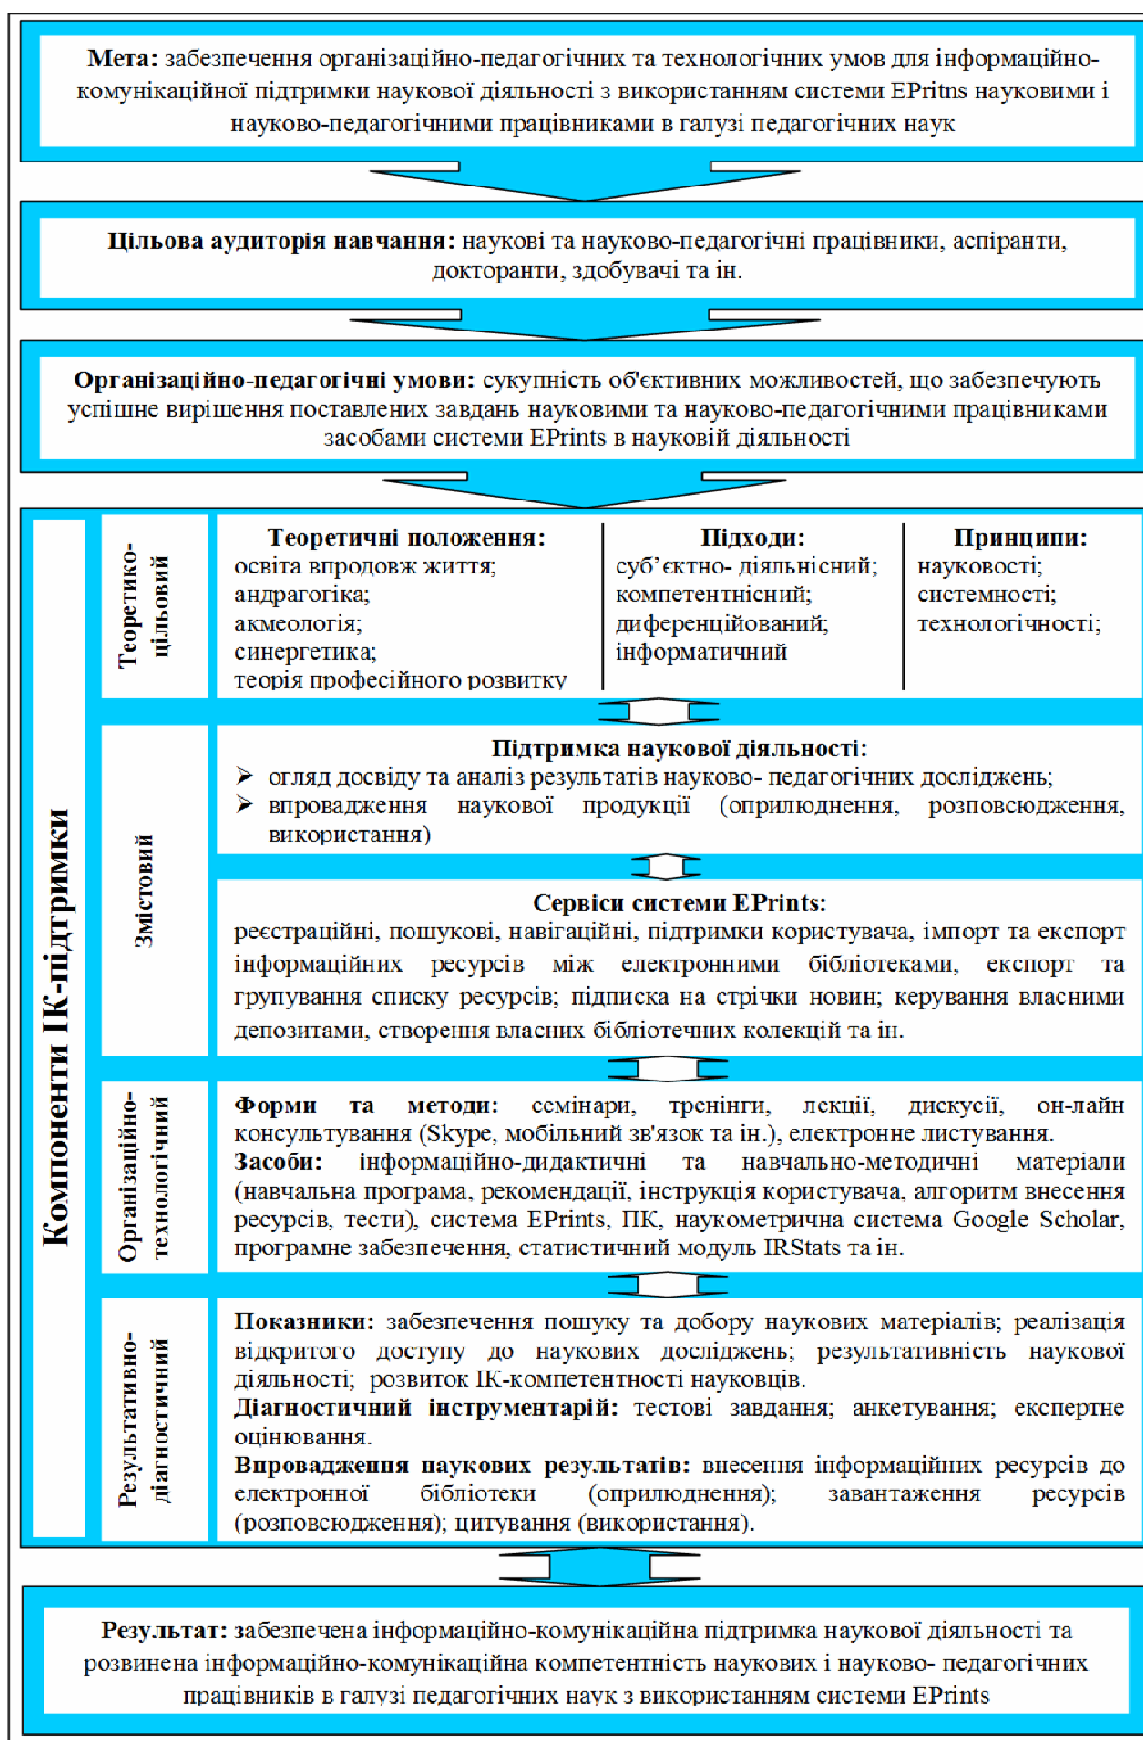 Мета: забезпечення організаційно-педагогічних та технологічних умов для інформаційно-
комунікаційної підтримки наукової діяльності з використанням системи EPritns науковими і
науково-педагогічними працівниками в галузі педагогічних наук
Цільова аудиторія навчання: наукові та науково-педагогічні працівники, аспіранти,
докторанти, здобувачі та ін.
Організаційно-педагогічні умови: сукупність об'єктивних можливостей, що забезпечують
успішне вирішення поставлених завдань науковими та науково-педагогічними працівниками
засобами системи EPrints в науковій діяльності
Компоненти ІК-підтримки
Теоретико-
цільовий
Теоретичні положення:
освіта впродовж життя;
андрагогіка;
акмеологія;
синергетика;
теорія професійного розвитку
Підходи:
суб’єктно- діяльнісний;
компетентнісний;
диференційований;
інформатичний
Принципи:
науковості;
системності;
технологічності;
Змістовий
Підтримка наукової діяльності:
➢ огляд досвіду та аналіз результатів науково- педагогічних досліджень;
➢ впровадження наукової продукції (оприлюднення, розповсюдження,
використання)
Сервіси системи EPrints:
реєстраційні, пошукові, навігаційні, підтримки користувача, імпорт та експорт
інформаційних ресурсів між електронними бібліотеками, експорт та
групування списку ресурсів; підписка на стрічки новин; керування власними
депозитами, створення власних бібліотечних колекцій та ін.
Організаційно-
технологічний
Форми та методи: семінари, тренінги, лекції, дискусії, он-лайн
консультування (Skype, мобільний зв'язок та ін.), електронне листування.
Засоби: інформаційно-дидактичні та навчально-методичні матеріали
(навчальна програма, рекомендації, інструкція користувача, алгоритм внесення
ресурсів, тести), система EPrints, ПК, наукометрична система Google Scholar,
програмне забезпечення, статистичний модуль IRStats та ін.
Результативно-
діагностичний
Показники: забезпечення пошуку та добору наукових матеріалів; реалізація
відкритого доступу до наукових досліджень; результативність наукової
діяльності; розвиток ІК-компетентності науковців.
Діагностичний інструментарій: тестові завдання; анкетування; експертне
оцінювання.
Впровадження наукових результатів: внесення інформаційних ресурсів до
електронної бібліотеки (оприлюднення); завантаження ресурсів
(розповсюдження); цитування (використання).
Результат: забезпечена інформаційно-комунікаційна підтримка наукової діяльності та
розвинена інформаційно-комунікаційна компетентність наукових і науково- педагогічних
працівників в галузі педагогічних наук з використанням системи EPrints